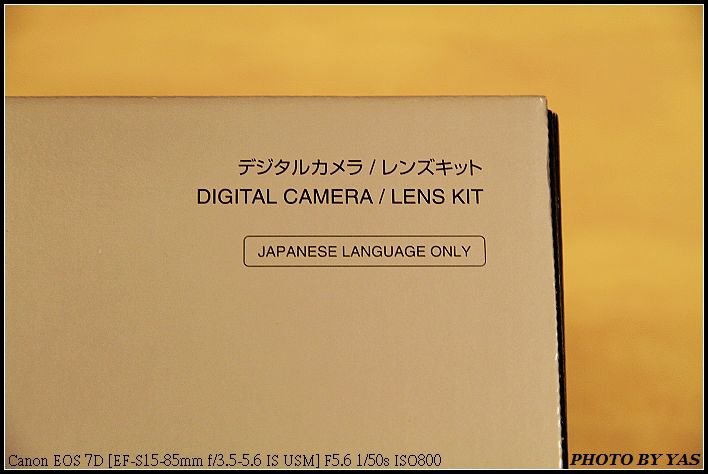 デジタルカメラ / レンズキット
DIGITAL CAMERA / LENS KIT
JAPANESE LANGUAGE ONLY
Canon EOS 7D [EF-S15-85mm f/3.5-5.6 IS USM] F5.6 1/50s ISO800
PHOTO BY YAS